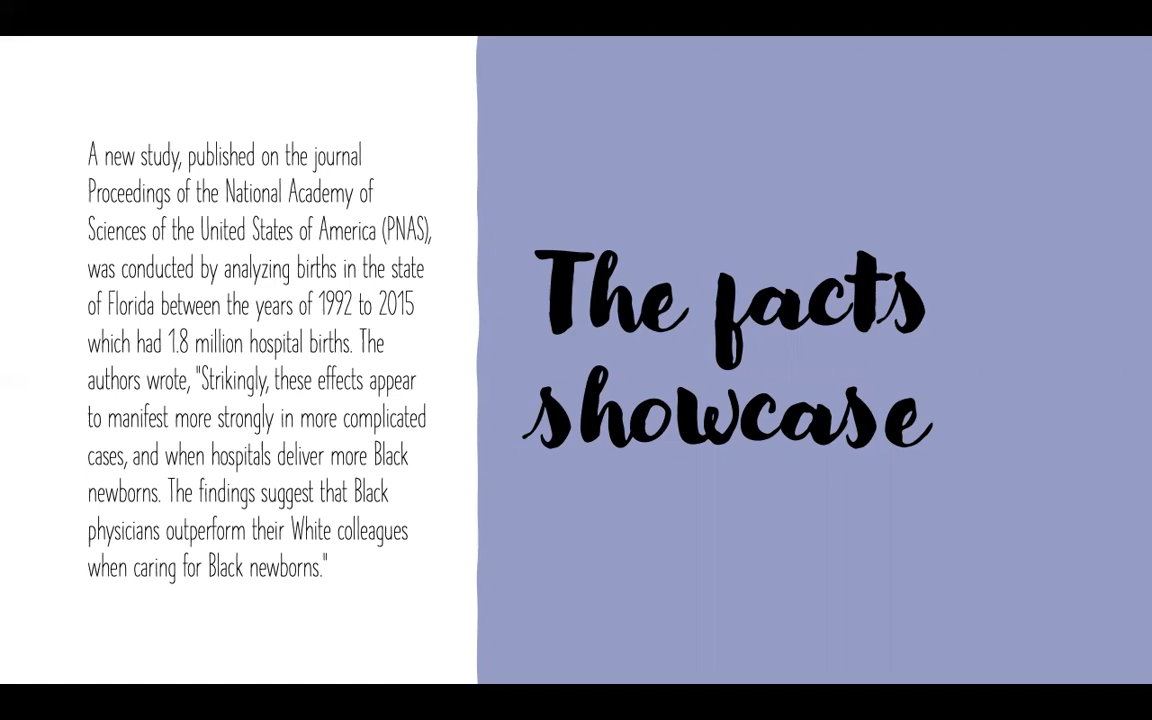 A new study, published on the journal
Proceedings of the National Academy of
Sciences of the United States of America (PNAS),
was conducted by analyzing births in the state
of Florida between the years of 1992 to 2015
which had 1.8 million hospital births. The
authors wrote, "Strikingly, these effects appear
to manifest more strongly in more complicated
cases, and when hospitals deliver more Black
newborns. The findings suggest that Black
physicians outperform their White colleagues
when caring for Black newborns."
The facts
showcase